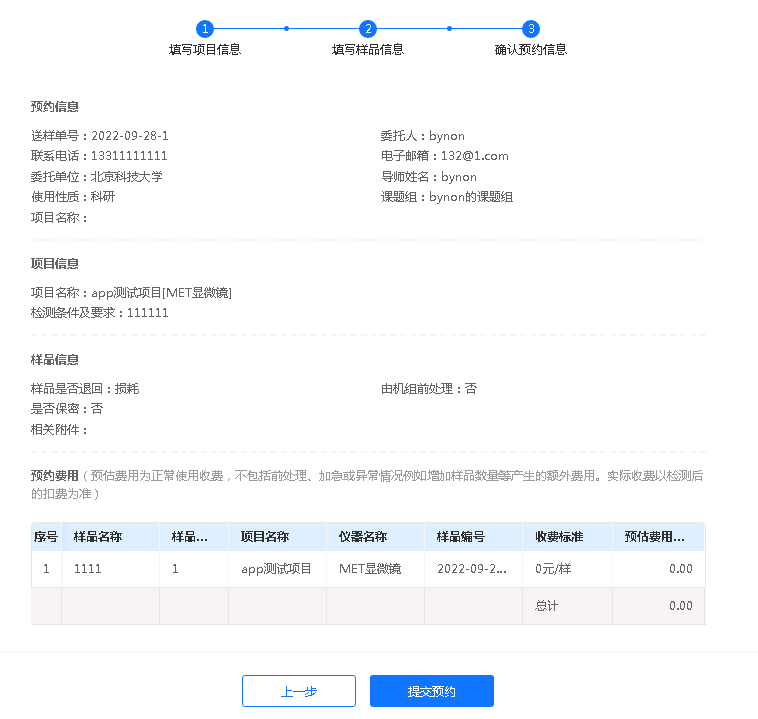 1 2 3
填写项目信息 填写样品信息 确认预约信息
预约信息
送样单号：2022-09-28-1 委托人：bynon
联系电话：13311111111 电子邮箱：132@1.com
委托单位：北京科技大学 导师姓名：bynon
使用性质：科研 课题组：bynon的课题组
项目名称：
项目信息
项目名称：app测试项目[MET显微镜]
检测条件及要求：111111
样品信息
样品是否退回：损耗 由机组前处理：否
是否保密：否
相关附件：
预约费用（预估费用为正常使用收费，不包括前处理、加急或异常情况例如增加样品数量等产生的额外费用。实际收费以检测后
的扣费为准）
序号 样品名称 样品... 项目名称 仪器名称 样品编号 收费标准 预估费用...
1 1111 1 app测试项目 MET显微镜 2022-09-2... 0元/样 0.00
总计 0.00
上一步 提交预约